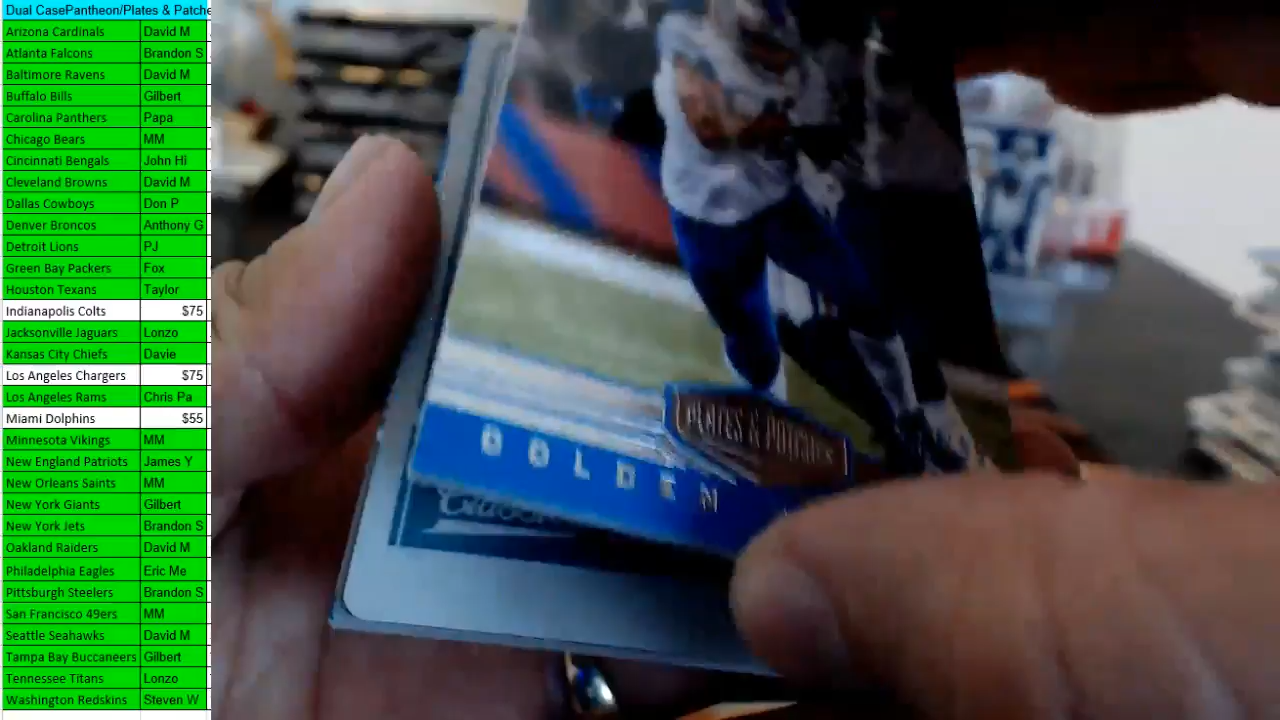 Dual CasePantheon/Plates & Patche
Arizona Cardinals David M
Atlanta Falcons Brandon S
Baltimore Ravens David M
Buffalo Bills Gilbert
Carolina Panthers Papa
Chicago Bears MM
Cincinnati Bengals John Hi
Cleveland Browns David M
Dallas Cowboys Don P
Denver Broncos Anthony G
Detroit Lions PJ
Green Bay Packers Fox
Houston Texans Taylor
Indianapolis Colts $75
Jacksonville Jaguars Lonzo
Kansas City Chiefs Davie
Los Angeles Chargers $75
Los Angeles Rams Chris Pa
Miami Dolphins $55
Minnesota Vikings MM
New England Patriots James Y
New Orleans Saints MM
New York Giants Gilbert
New York Jets Brandon S
Oakland Raiders David M
Philadelphia Eagles Eric Me
Pittsburgh Steelers Brandon S
San Francisco 49ers MM
Seattle Seahawks David M
Tampa Bay Buccaneers Gilbert
Tennessee Titans Lonzo
Washington Redskins Steven W
PLATES & PATCHES
GOLDEN